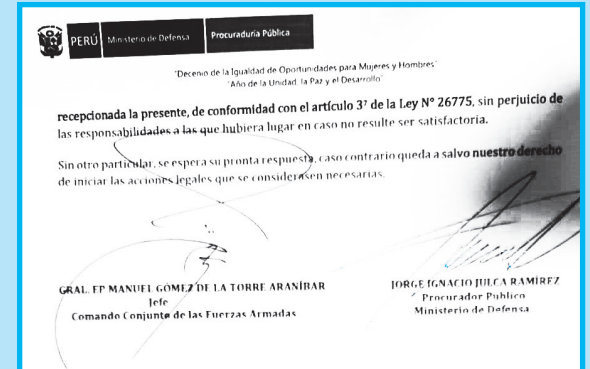 PERÚ
Ministerio de Defensa
Procuraduría Pública
"Decenio de la Igualdad de Oportunidades para Mujeres y Hombres"
"Año de la Unidad, la Paz y el Desarrollo"
recepcionada la presente, de conformidad con el artículo 3° de la Ley N° 26775, sin perjuicio de
las responsabilidades a las que hubiera lugar en caso no resulte ser satisfactoria.
Sin otro particular, se espera su pronta respuesta, caso contrario queda a salvo nuestro derecho
de iniciar las acciones legales que se considerasen necesarias.
GRAL. EP MANUEL GÓMEZ DE LA TORRE ARANÍBAR
Jefe
Comando Conjunto de las Fuerzas Armadas
JORGE IGNACIO JULCA RAMÍREZ
Procurador Público
Ministerio de Defensa